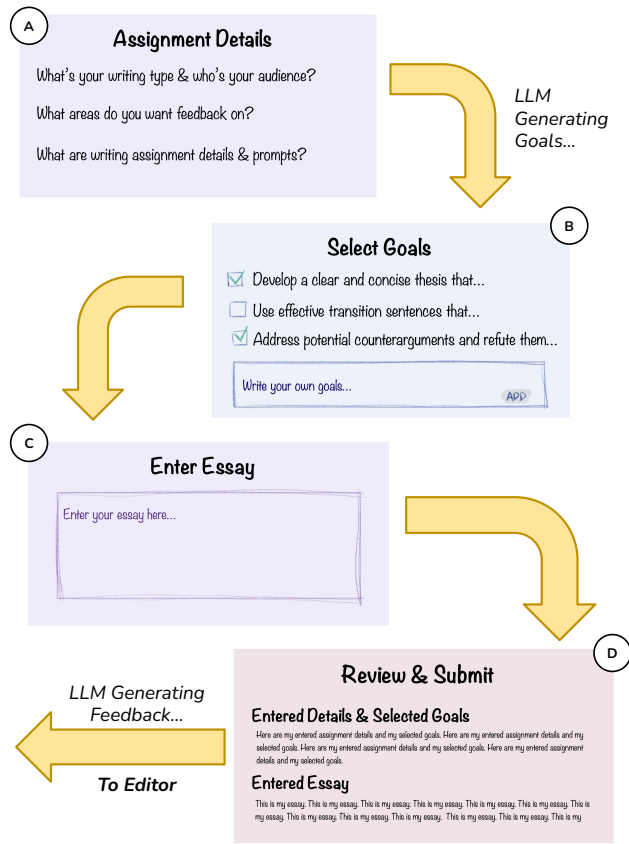 A
Assignment Details
What's your writing type & who's your audience?
What areas do you want feedback on?
What are writing assignment details & prompts?
LLM
Generating
Goals...
B
Select Goals
Develop a clear and concise thesis that...
Use effective transition sentences that...
Address potential counterarguments and refute them...
Write your own goals...
ADD
C
Enter Essay
Enter your essay here...
D
Review & Submit
Entered Details & Selected Goals
Here are my entered assignment details and my selected goals. Here are my entered assignment details and my
selected goals. Here are my entered assignment details and my selected goals. Here are my entered assignment
details and my selected goals.
Entered Essay
This is my essay. This is my essay. This is my essay. This is my essay. This is my essay. This is my essay. This is
my essay. This is my essay. This is my essay. This is my essay. This is my essay. This is my essay. This is my
LLM Generating
Feedback...
To Editor